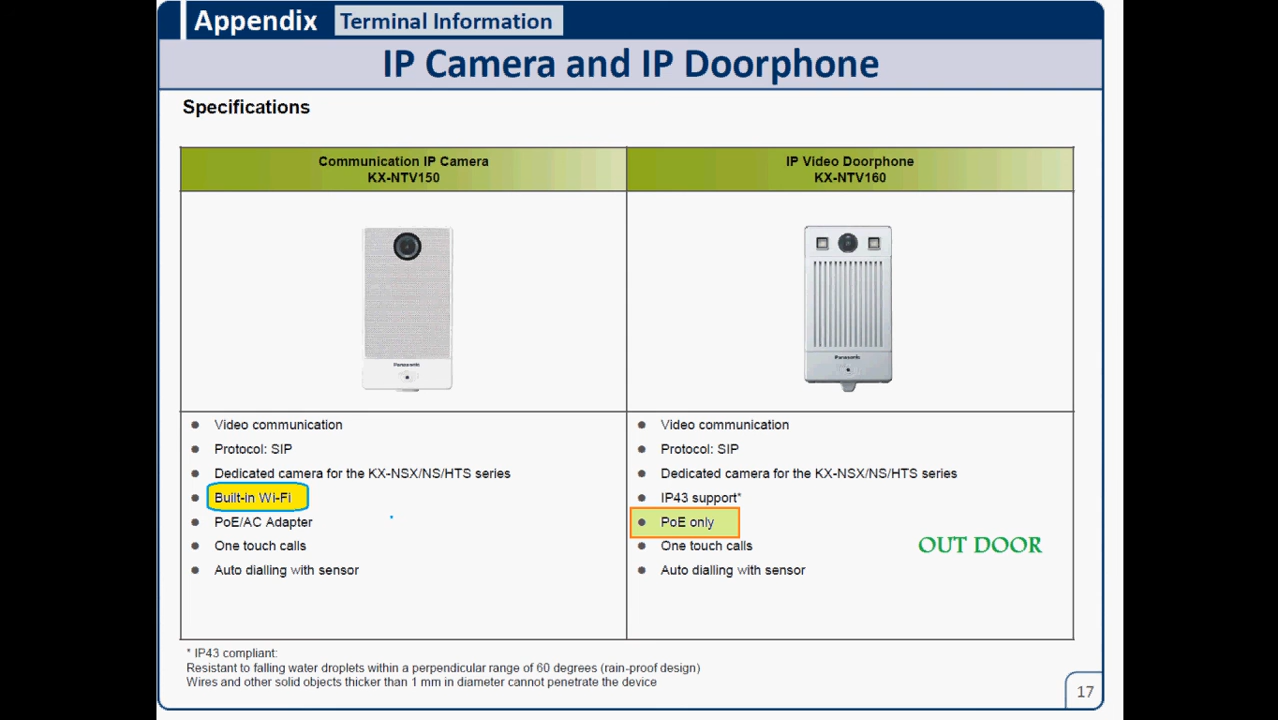 Appendix Terminal Information
IP Camera and IP Doorphone
Specifications
Communication IP Camera
KX-NTV150
IP Video Doorphone
KX-NTV160
Panasonic
Panasonic
● Video communication
● Protocol: SIP
● Dedicated camera for the KX-NSX/NS/HTS series
● Built-in Wi-Fi
● PoE/AC Adapter
● One touch calls
● Auto dialling with sensor
● Video communication
● Protocol: SIP
● Dedicated camera for the KX-NSX/NS/HTS series
● IP43 support*
● PoE only
● One touch calls
● Auto dialling with sensor
OUT DOOR
* IP43 compliant:
Resistant to falling water droplets within a perpendicular range of 60 degrees (rain-proof design)
Wires and other solid objects thicker than 1 mm in diameter cannot penetrate the device
17